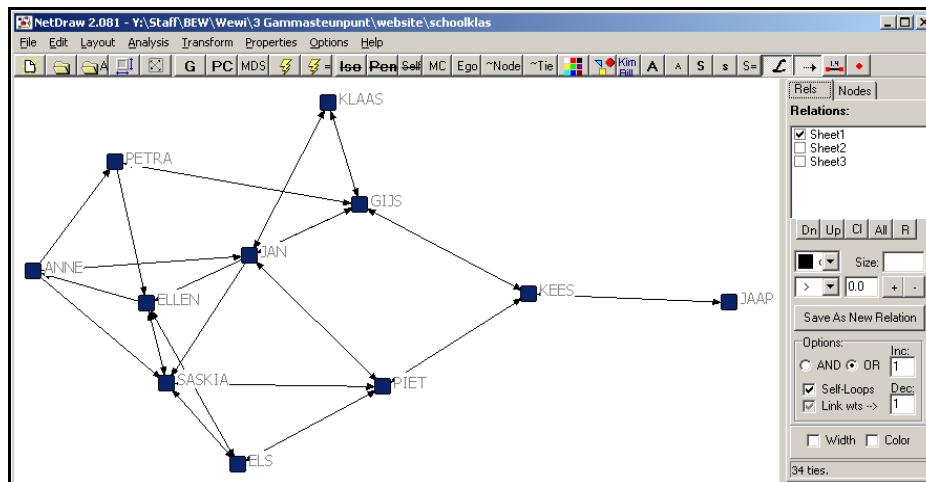 NetDraw 2.081 - Y:\Staff\BEW\Wewi\3 Gammasteunpunt\website\schoolklas
File Edit Layout Analysis Transform Properties Options Help
A G PC MDS = Iso Pen Self MC Ego ~Node ~Tie Kim Bill A A S s S= L
Rels Nodes
Relations:
Sheet1
Sheet2
Sheet3
Dn Up Cl All R
Size:
> 0.0 + -
Save As New Relation
Options:
AND OR
Inc:
1
Self-Loops
Dec:
Link wts -->
1
Width Color
34 ties.
KLAAS
PETRA
GIJS
JAN
ANNE
ELLEN
KEES
JAAP
SASKIA
PIET
ELS